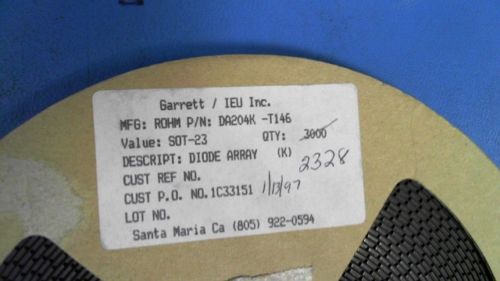 Garrett / IEU Inc.
MFG: ROHM P/N: DA204K -T146
Value: SOT-23 QTY: 3000
DESCRIPT: DIODE ARRAY (K) 2328
CUST REF NO.
CUST P.O. NO.1C33151 1/13/97
LOT NO.
Santa Maria Ca (805) 922-0594